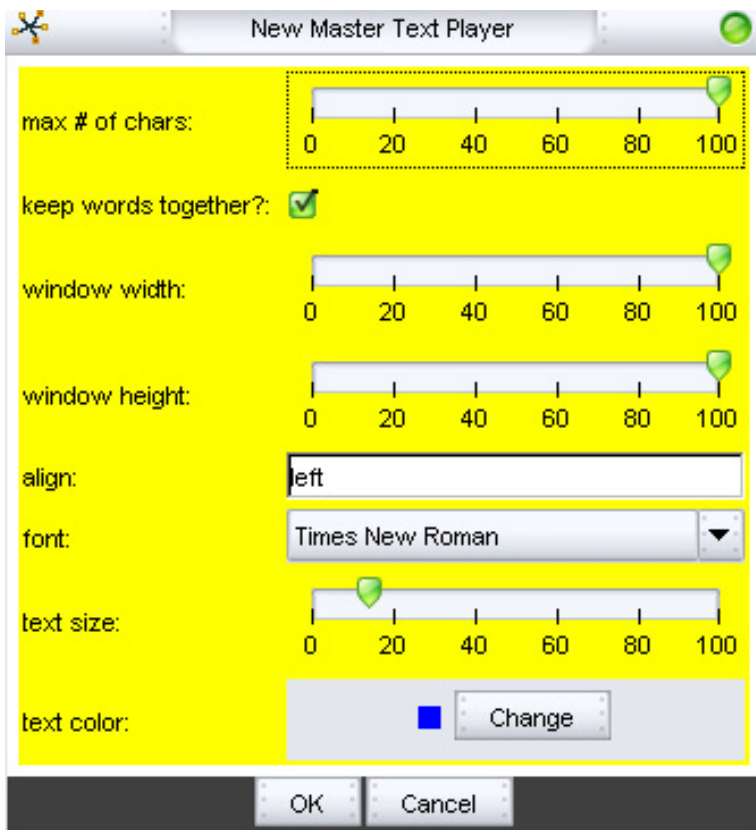 New Master Text Player
max # of chars:
0 20 40 60 80 100
keep words together?:
window width:
0 20 40 60 80 100
window height:
0 20 40 60 80 100
align: left
font: Times New Roman
text size:
0 20 40 60 80 100
text color: Change
OK Cancel